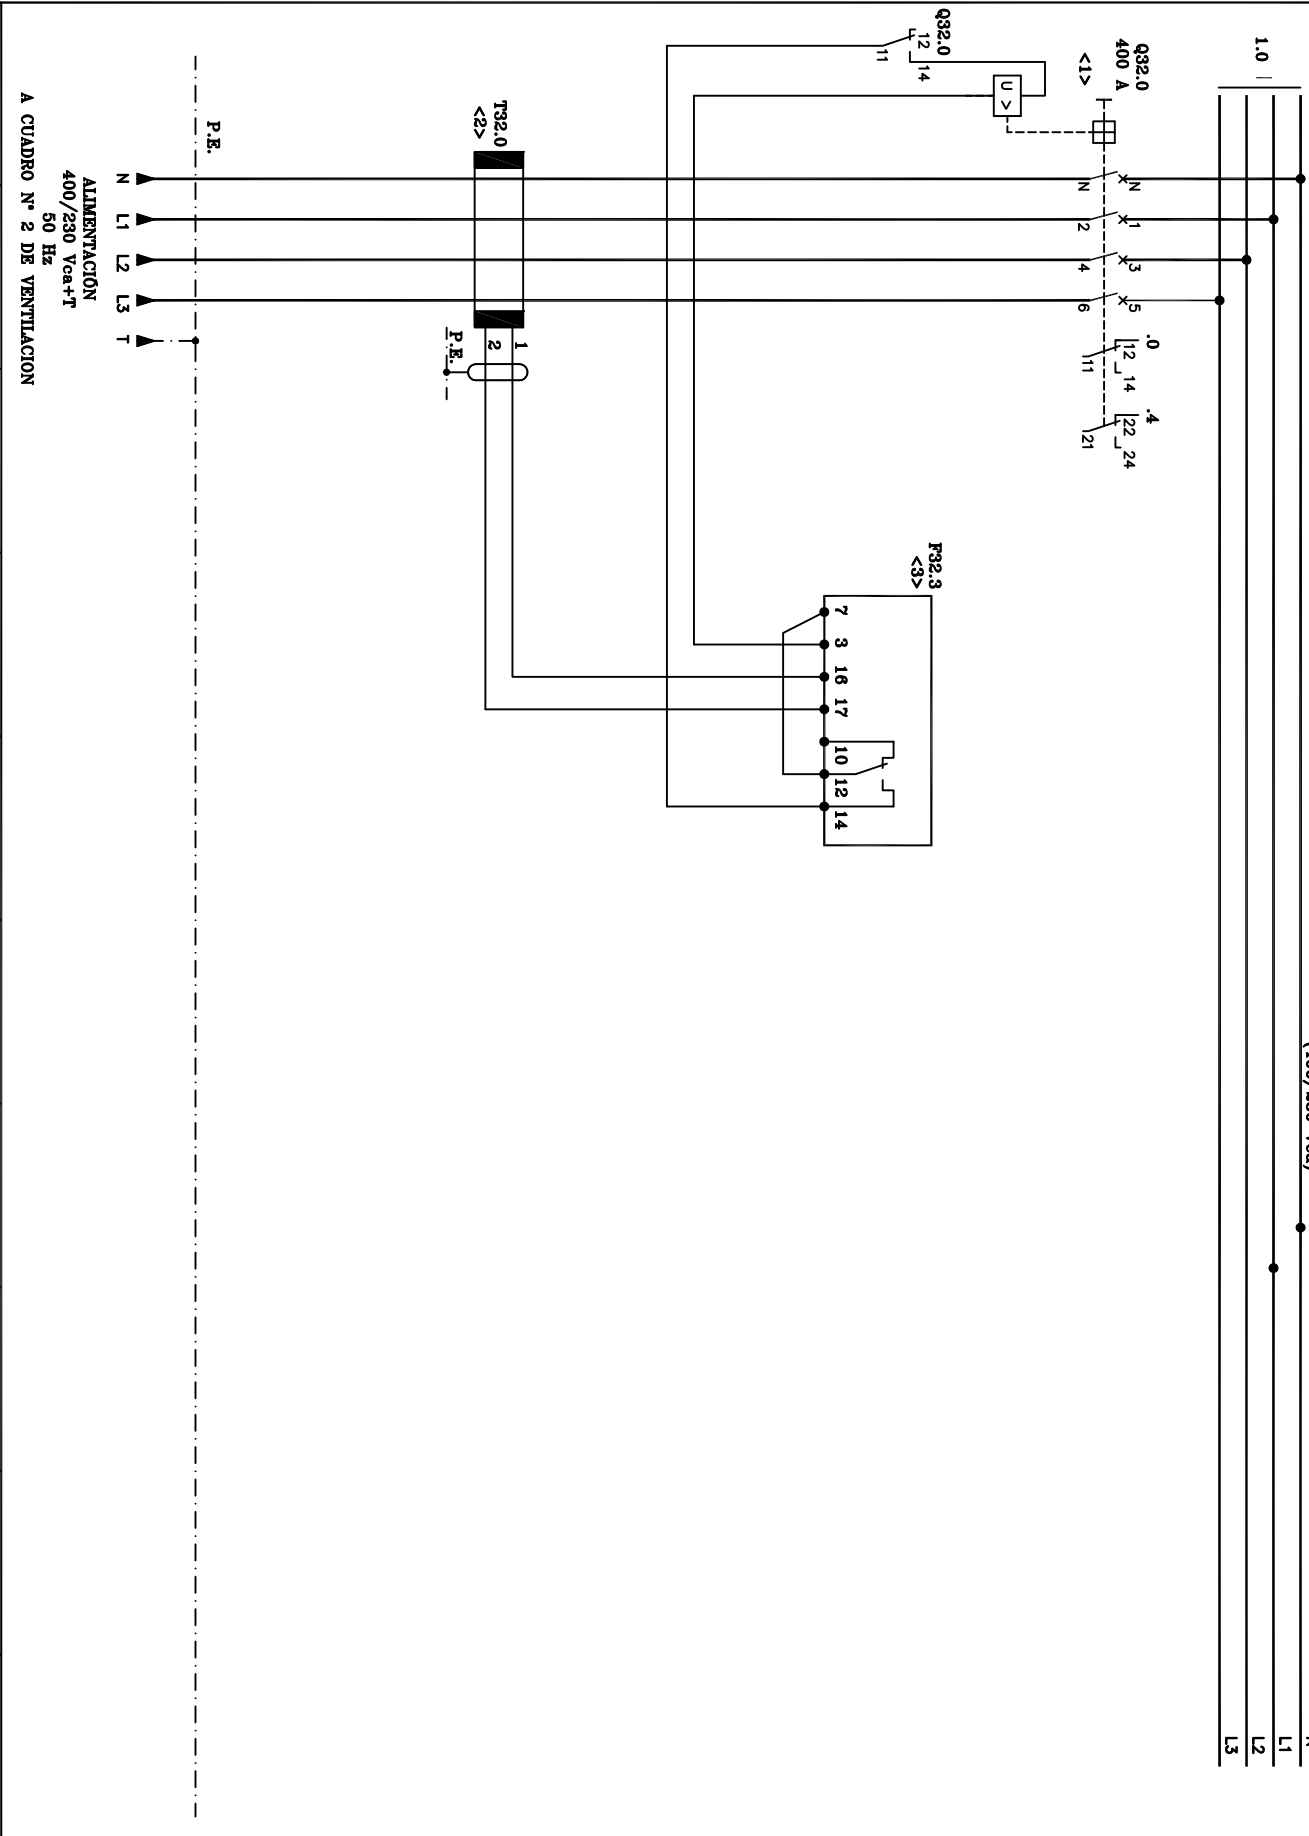 1.0
Q32.0
400 A
<1>
Q32.0
12
14
11
U >
N
1
3
5
N
2
4
6
.0
12
14
11
.4
22
24
21
F32.3
<3>
7
3
16
17
10
12
14
T32.0
<2>
1
2
P.E.
P.E.
N
L1
L2
L3
T
ALIMENTACIÓN
400/230 Vca+T
50 Hz
A CUADRO Nº 2 DE VENTILACION
L1
L2
L3